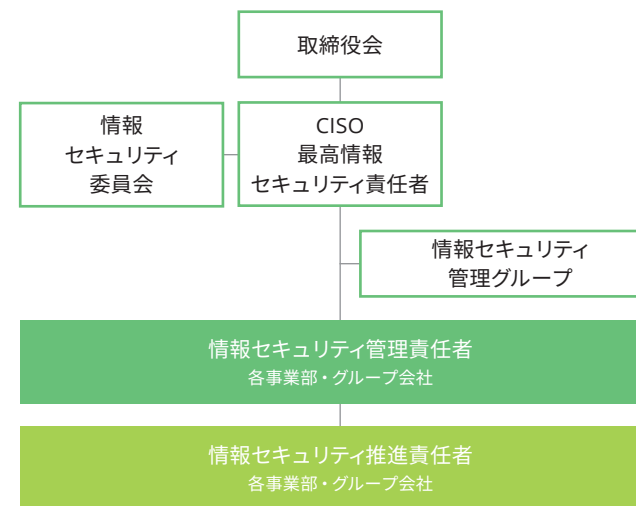 取締役会
情報
セキュリティ
委員会
CISO
最高情報
セキュリティ責任者
情報セキュリティ
管理グループ
情報セキュリティ管理責任者
各事業部・グループ会社
情報セキュリティ推進責任者
各事業部・グループ会社